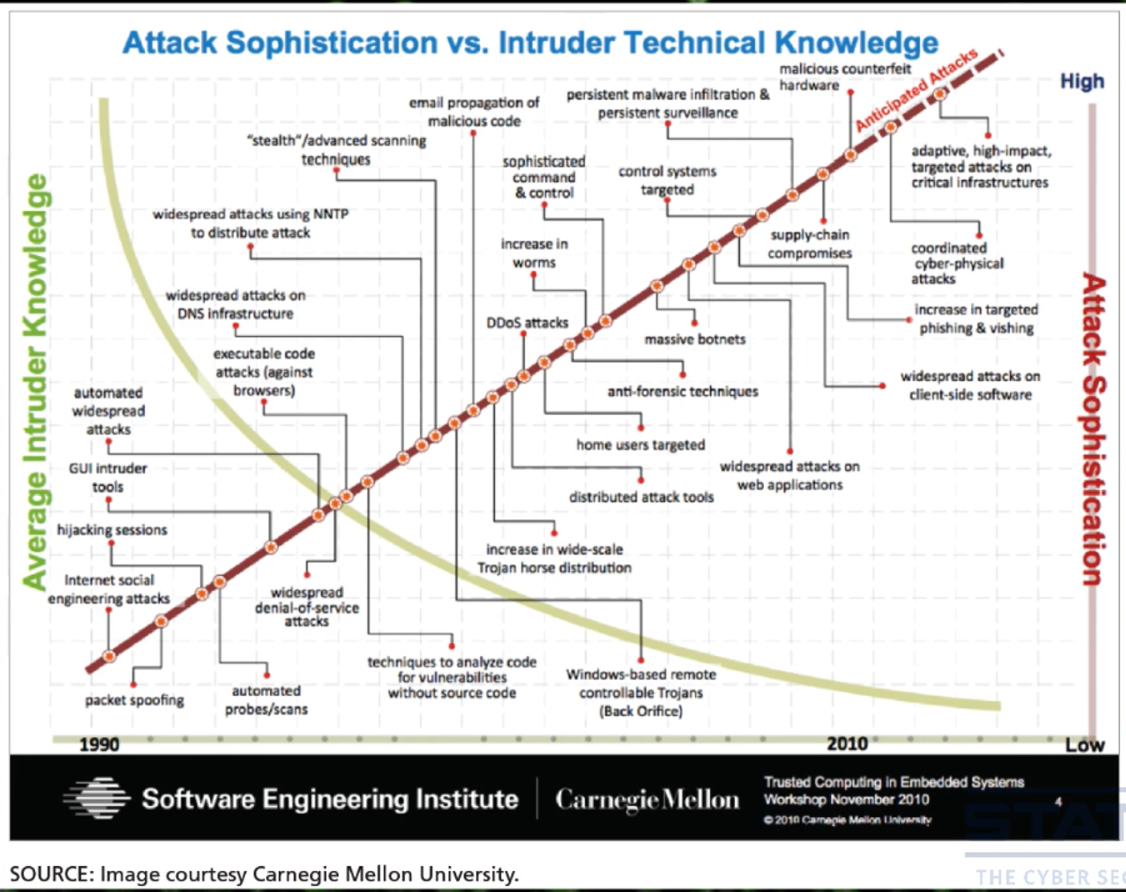 Attack Sophistication vs. Intruder Technical Knowledge
High
Average Intruder Knowledge
Attack Sophistication
Low
Anticipated Attacks
malicious counterfeit
hardware
persistent malware infiltration &
persistent surveillance
email propagation of
malicious code
"stealth"/advanced scanning
techniques
sophisticated
command
& control
control systems
targeted
adaptive, high-impact,
targeted attacks on
critical infrastructures
widespread attacks using NNTP
to distribute attack
increase in
worms
supply-chain
compromises
coordinated
cyber-physical
attacks
widespread attacks on
DNS infrastructure
DDoS attacks
massive botnets
increase in targeted
phishing & vishing
executable code
attacks (against
browsers)
anti-forensic techniques
widespread attacks on
client-side software
automated
widespread
attacks
home users targeted
GUI intruder
tools
widespread attacks on
web applications
distributed attack tools
hijacking sessions
increase in wide-scale
Trojan horse distribution
Internet social
engineering attacks
widespread
denial-of-service
attacks
techniques to analyze code
for vulnerabilities
without source code
Windows-based remote
controllable Trojans
(Back Orifice)
packet spoofing
automated
probes/scans
1990
2010
Software Engineering Institute
Carnegie Mellon
Trusted Computing in Embedded Systems
Workshop November 2010
© 2010 Carnegie Mellon University
4
SOURCE: Image courtesy Carnegie Mellon University.
THE CYBER